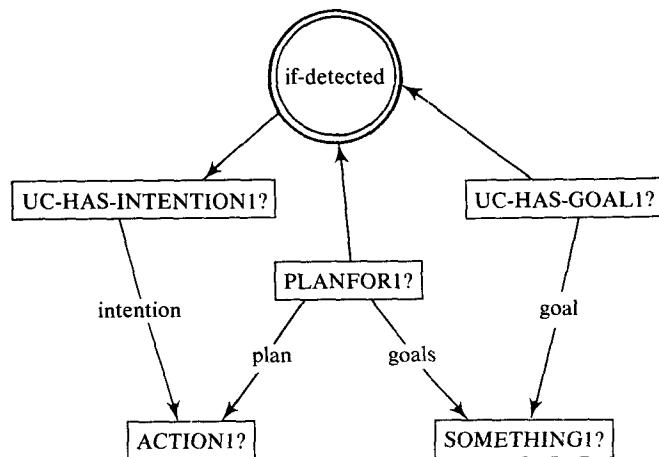 if-detected
UC-HAS-INTENTION1?
UC-HAS-GOAL1?
PLANFOR1?
intention
goal
plan
goals
ACTION1?
SOMETHING1?